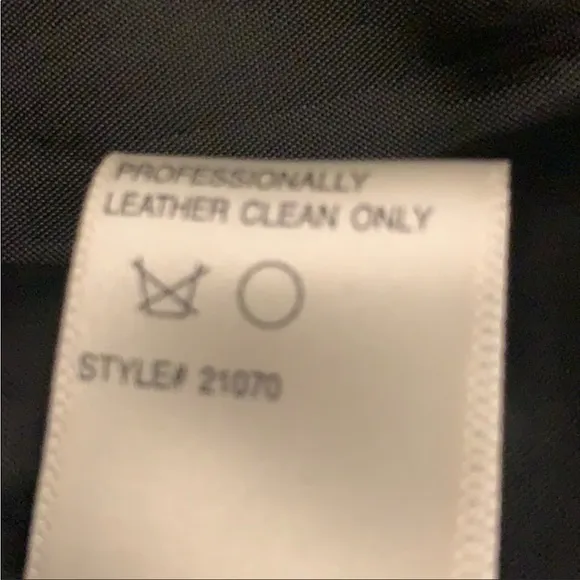 PROFESSIONALLY
LEATHER CLEAN ONLY
STYLE# 21070